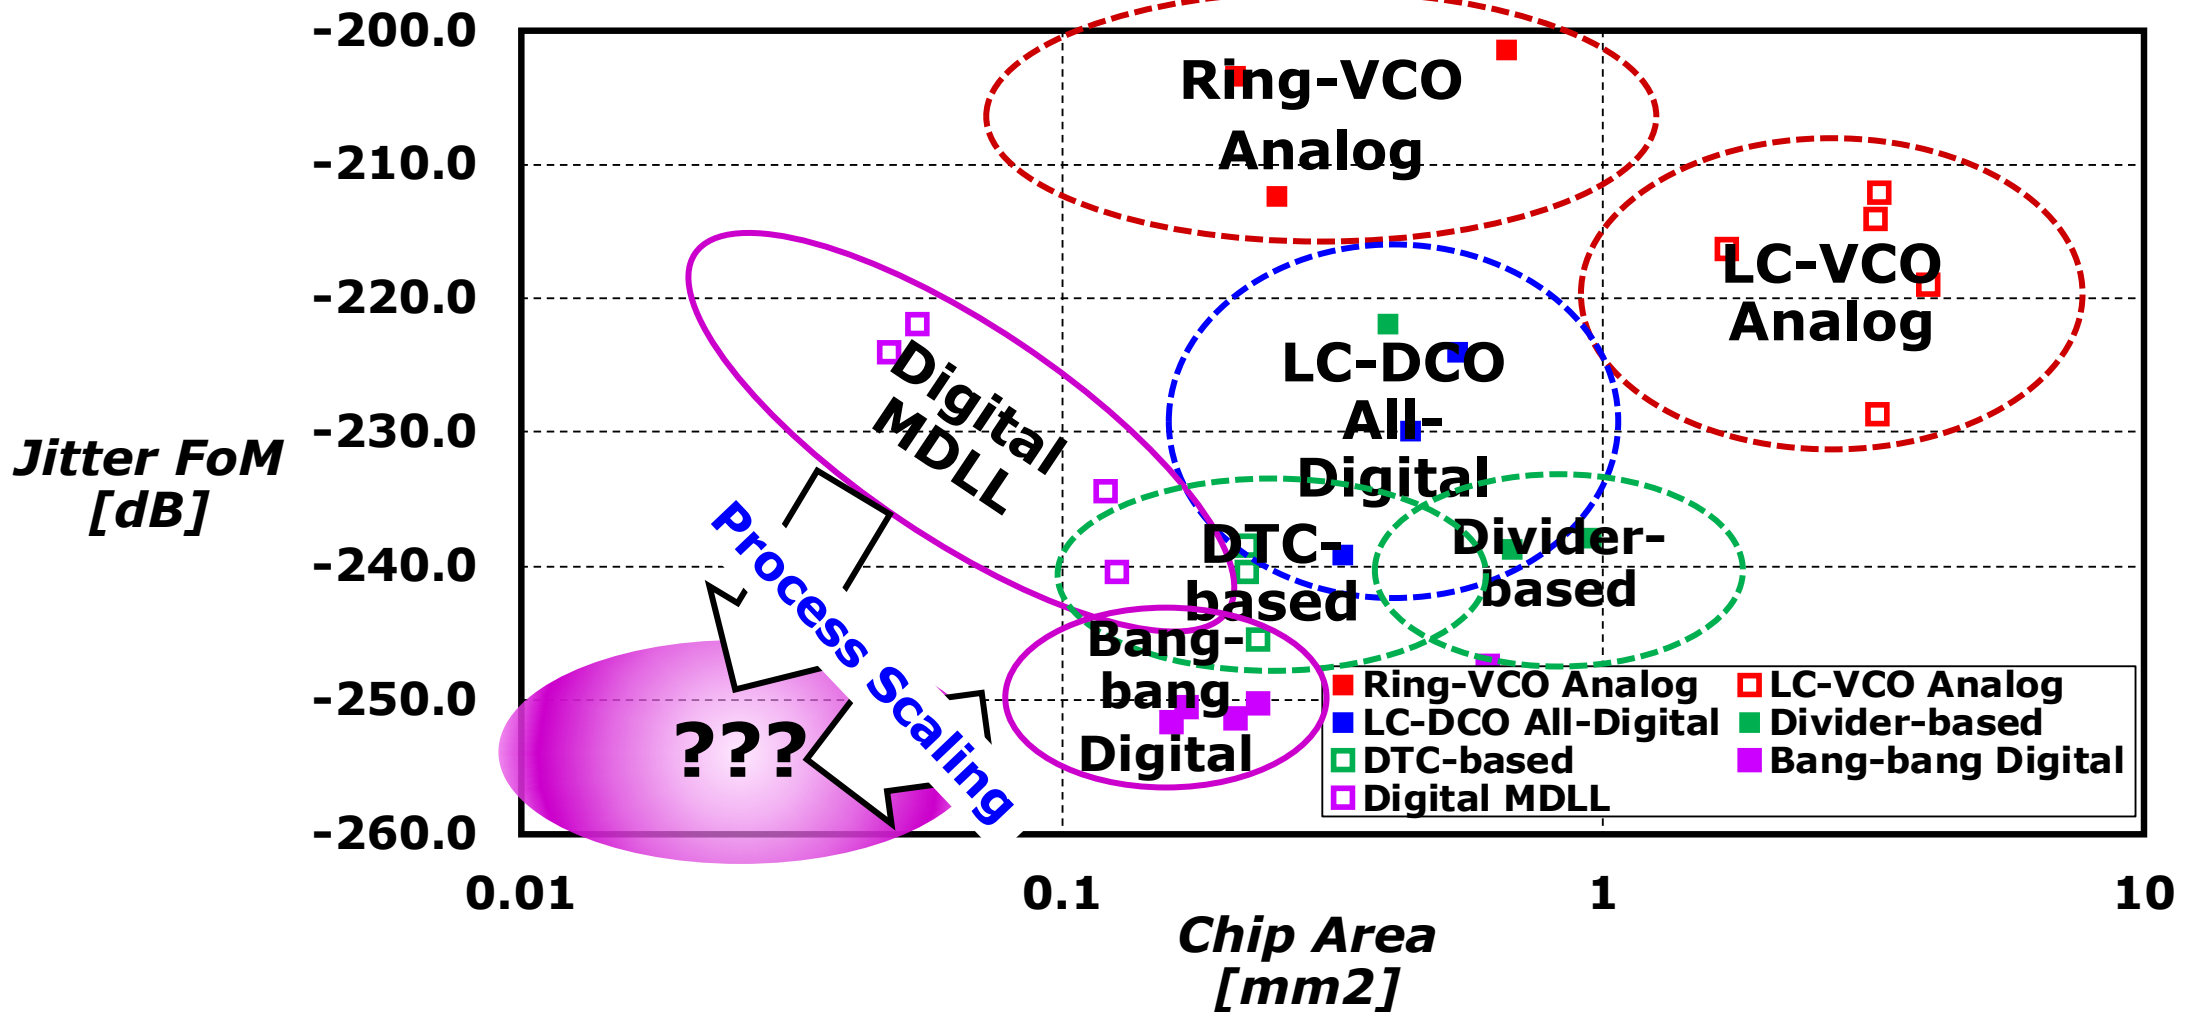 -200.0
-210.0
-220.0
-230.0
-240.0
-250.0
-260.0
Jitter FoM
[dB]
Ring-VCO
Analog
LC-VCO
Analog
LC-DCO
All-
Digital
Digital
MDLL
DTC-
based
Divider-
based
Bang-
bang
Digital
Process Scaling
???
Ring-VCO Analog
LC-VCO Analog
LC-DCO All-Digital
Divider-based
DTC-based
Bang-bang Digital
Digital MDLL
0.01
0.1
1
10
Chip Area
[mm2]